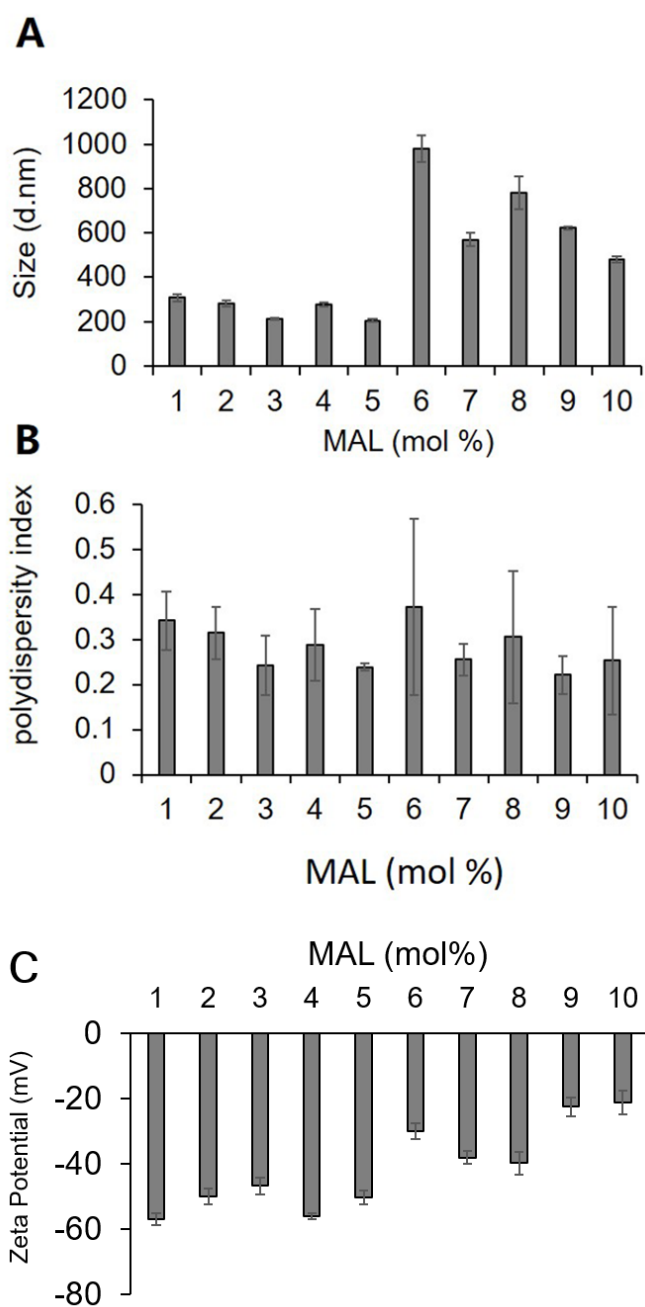 A
1200
1000
800
600
400
200
0
Size (d.nm)
1 2 3 4 5 6 7 8 9 10
MAL (mol %)
B
0.6
0.5
0.4
0.3
0.2
0.1
0
polydispersity index
1 2 3 4 5 6 7 8 9 10
MAL (mol %)
C
MAL (mol%)
1 2 3 4 5 6 7 8 9 10
0
-20
-40
-60
-80
Zeta Potential (mV)